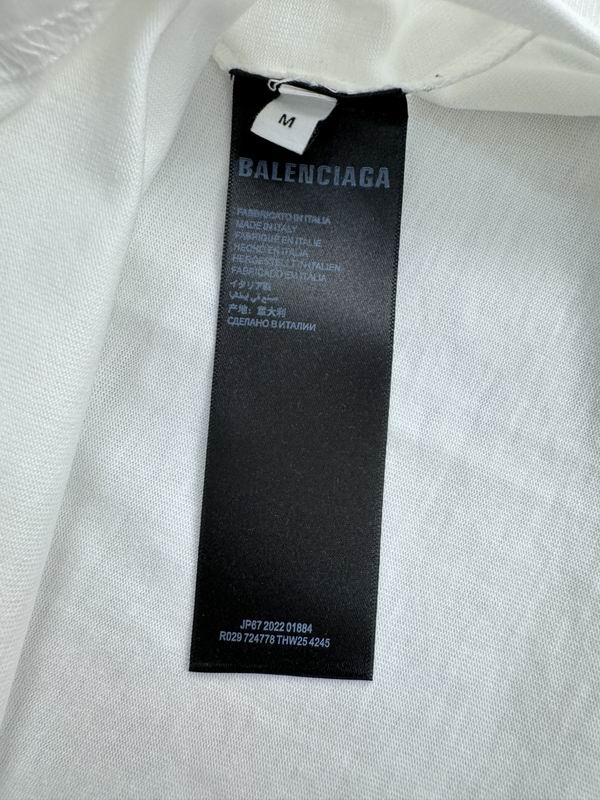 M
BALENCIAGA
FABBRICATO IN ITALIA
MADE IN ITALY
FABRIQUE EN ITALIE
HECHO EN ITALIA
HERGESTELLT IN ITALIEN
FABRICADO EM ITALIA
イタリア製
صنع في إيطاليا
产地：意大利
СДЕЛАНО В ИТАЛИИ
JP67 2022 01884
R029 724778 THW25 4245